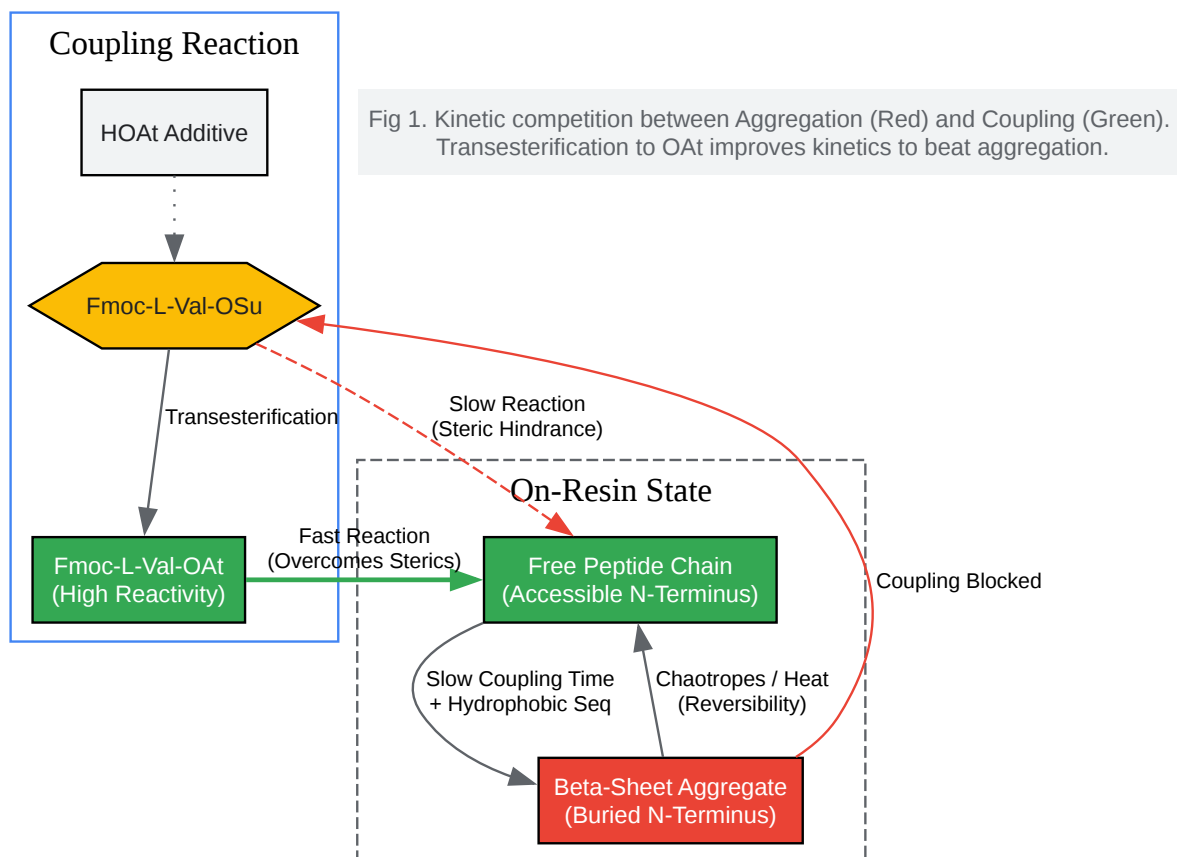 Coupling Reaction
HOAt Additive
Fig 1. Kinetic competition between Aggregation (Red) and Coupling (Green).
Transesterification to OAt improves kinetics to beat aggregation.
Fmoc-L-Val-OSu
Transesterification
Slow Reaction
(Steric Hindrance)
On-Resin State
Fmoc-L-Val-OAt
(High Reactivity)
Fast Reaction
(Overcomes Sterics)
Free Peptide Chain
(Accessible N-Terminus)
Coupling Blocked
Slow Coupling Time
+ Hydrophobic Seq
Chaotropes / Heat
(Reversibility)
Beta-Sheet Aggregate
(Buried N-Terminus)